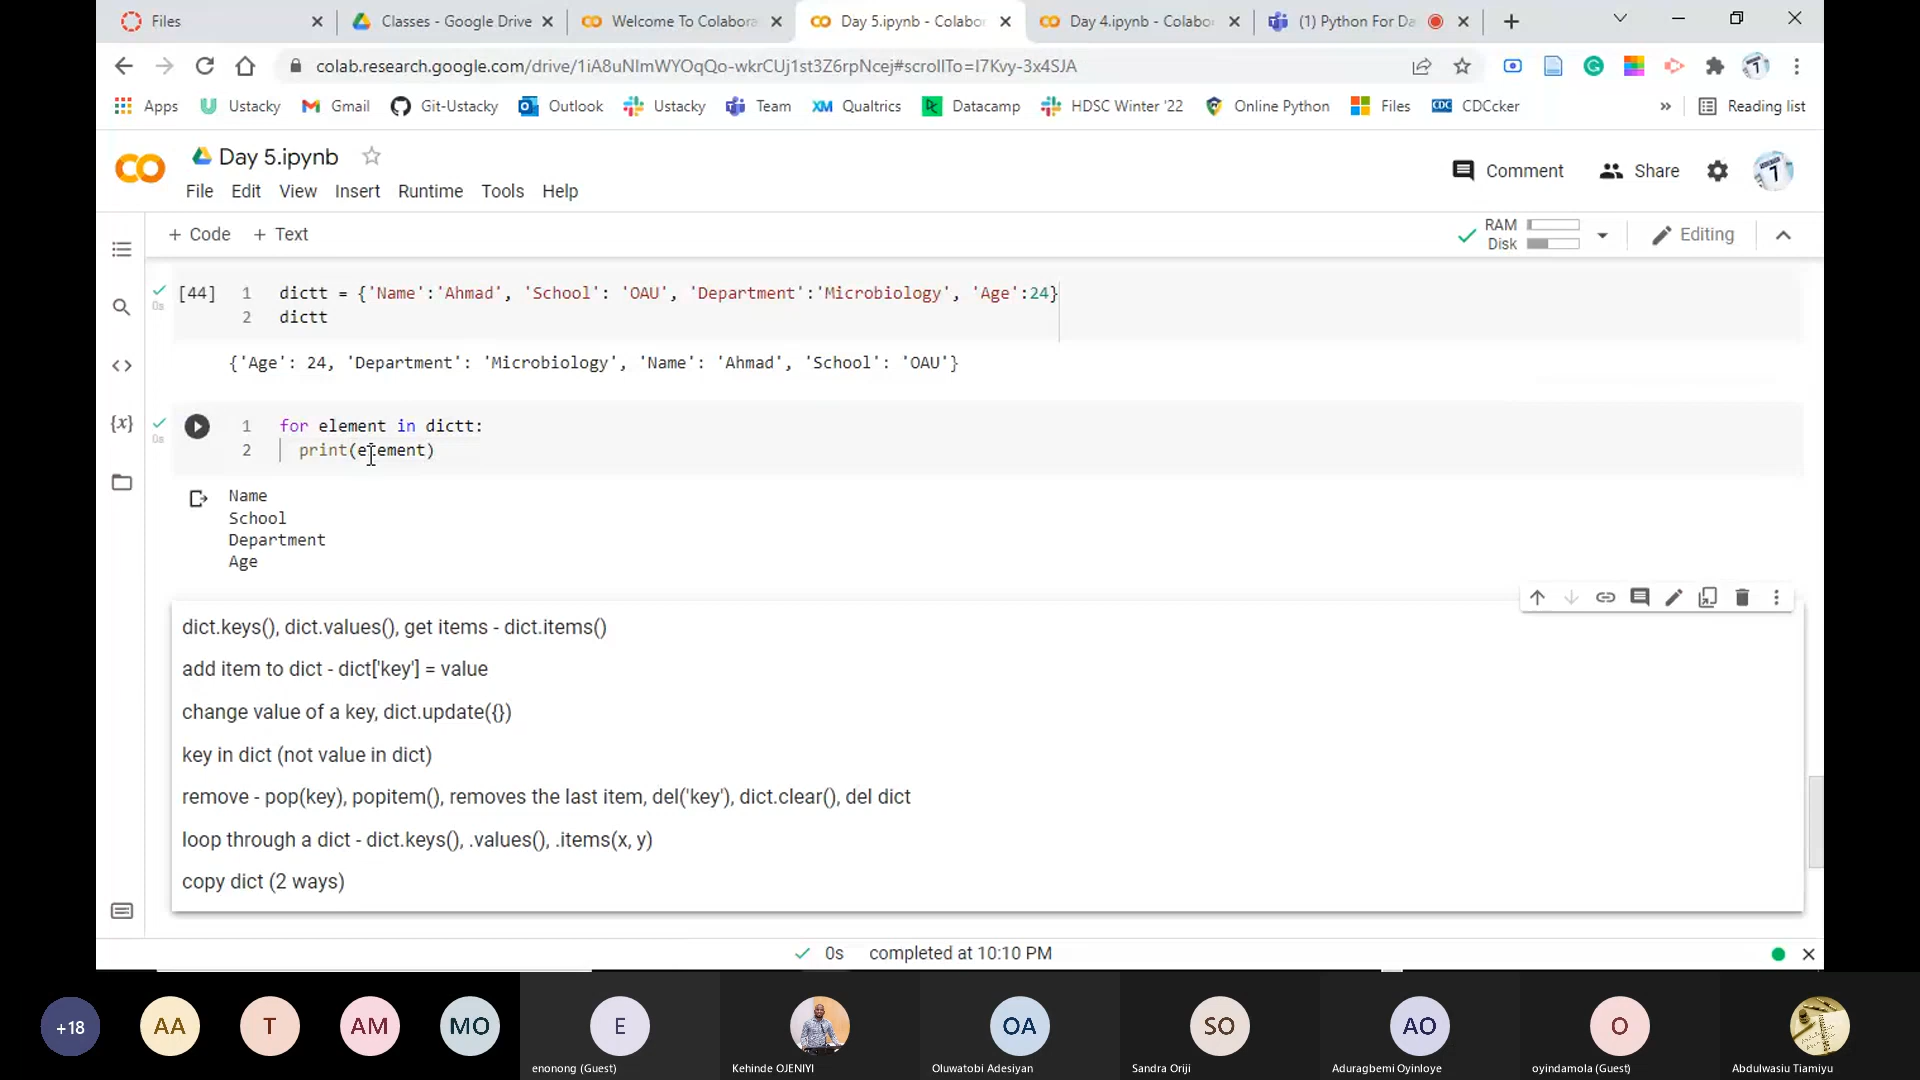 Files
Classes - Google Drive
Welcome To Colabora
Day 5.ipynb - Colabo
Day 4.ipynb - Colabo
(1) Python For Da
colab.research.google.com/drive/1iA8uNlmWYOqQo-wkrCUj1st3Z6rpNcej#scrollTo=I7Kvy-3x4SJA
Apps Ustacky Gmail Git-Ustacky Outlook Ustacky Team XM Qualtrics Datacamp HDSC Winter '22 Online Python Files CDC CDCcker » Reading list
CO Day 5.ipynb
Comment Share
File Edit View Insert Runtime Tools Help
+ Code + Text
RAM
Disk
Editing
[44] 1 dictt = {'Name':'Ahmad', 'School': 'OAU', 'Department':'Microbiology', 'Age':24}
0s 2 dictt
{'Age': 24, 'Department': 'Microbiology', 'Name': 'Ahmad', 'School': 'OAU'}
1 for element in dictt:
0s 2 print(element)
Name
School
Department
Age
dict.keys(), dict.values(), get items - dict.items()
add item to dict - dict['key'] = value
change value of a key, dict.update({})
key in dict (not value in dict)
remove - pop(key), popitem(), removes the last item, del('key'), dict.clear(), del dict
loop through a dict - dict.keys(), .values(), .items(x, y)
copy dict (2 ways)
0s completed at 10:10 PM
+18 AA T AM MO E OA SO AO O
enonong (Guest) Kehinde OJENIYI Oluwatobi Adesiyan Sandra Oriji Aduragbemi Oyinloye oyindamola (Guest) Abdulwasiu Tiamiyu